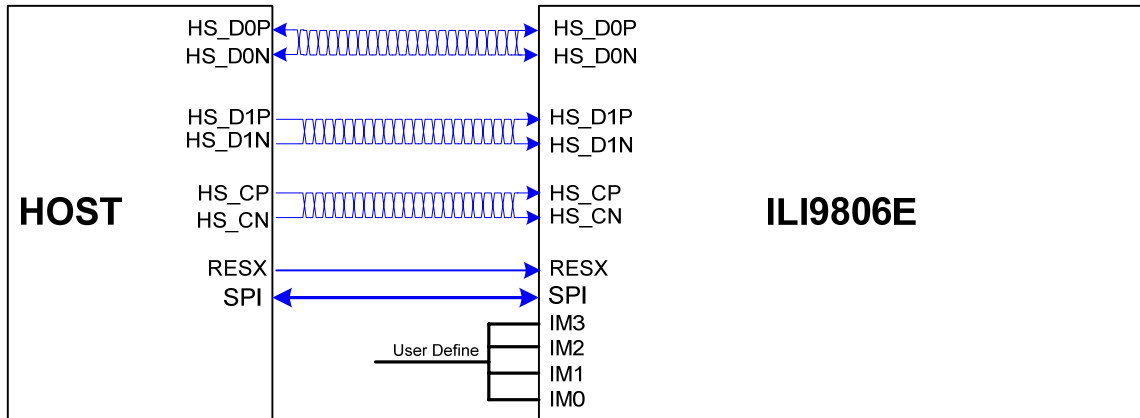 HS_D0P HS_D0P
HS_D0N HS_D0N
HS_D1P HS_D1P
HS_D1N HS_D1N
HS_CP HS_CP
HOST ILI9806E
HS_CN HS_CN
RESX RESX
SPI SPI
IM3
User Define IM2
IM1
IM0